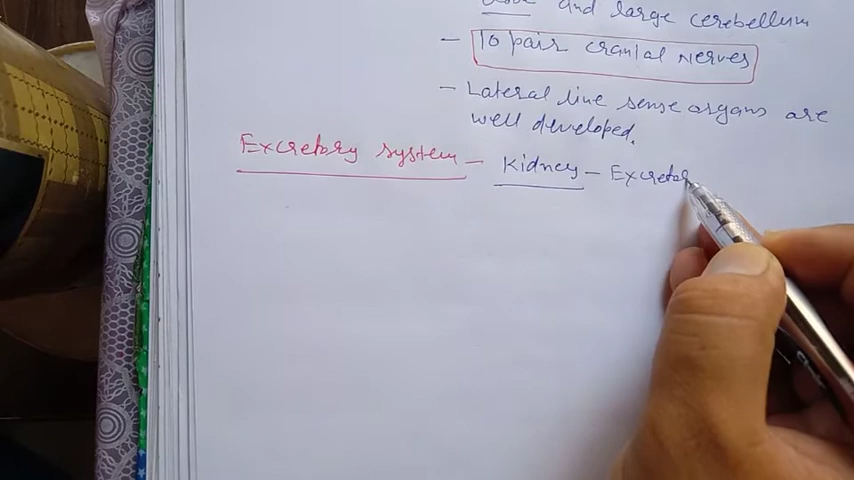 and large cerebellum
- 10 pair cranial nerves
- Lateral line sense organs are
well developed.
Excretory system - Kidney - Excretor